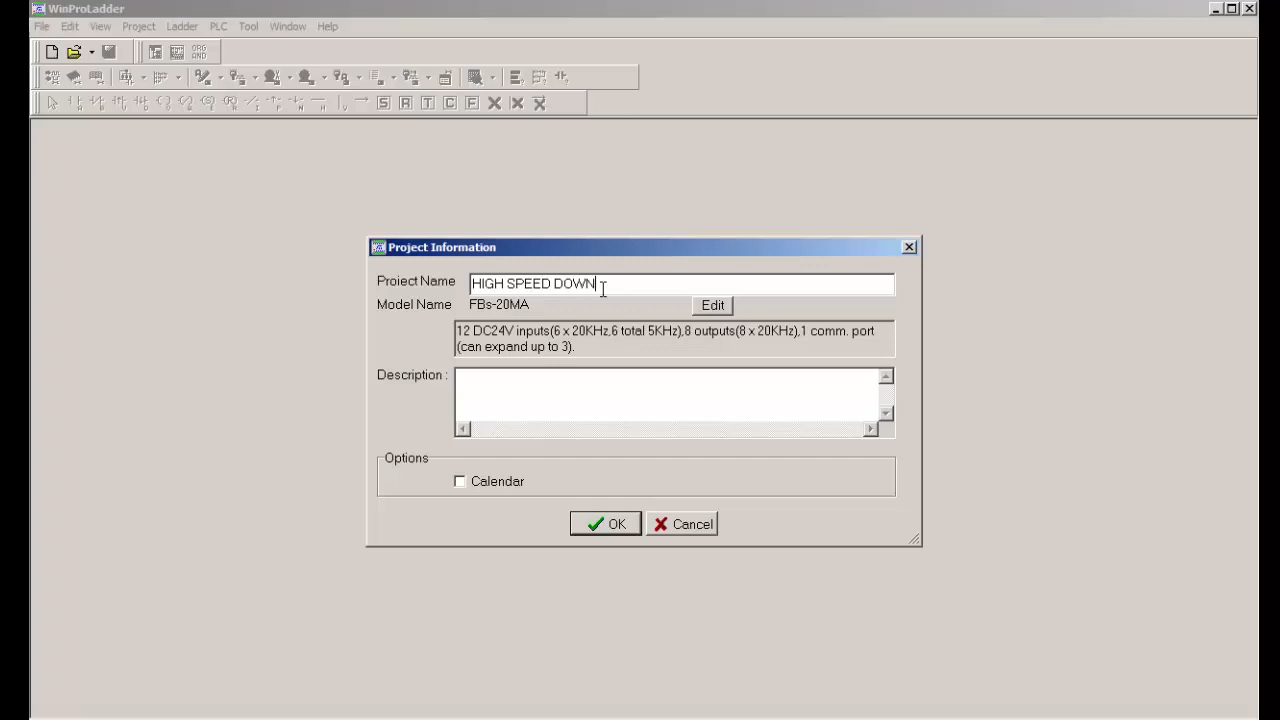 WinProLadder
File Edit View Project Ladder PLC Tool Window Help
ORG
AND
S R T C F
Project Information
Project Name HIGH SPEED DOWN
Model Name FBs-20MA Edit
12 DC24V inputs(6 x 20KHz,6 total 5KHz),8 outputs(8 x 20KHz),1 comm. port
(can expand up to 3).
Description :
Options
Calendar
OK Cancel